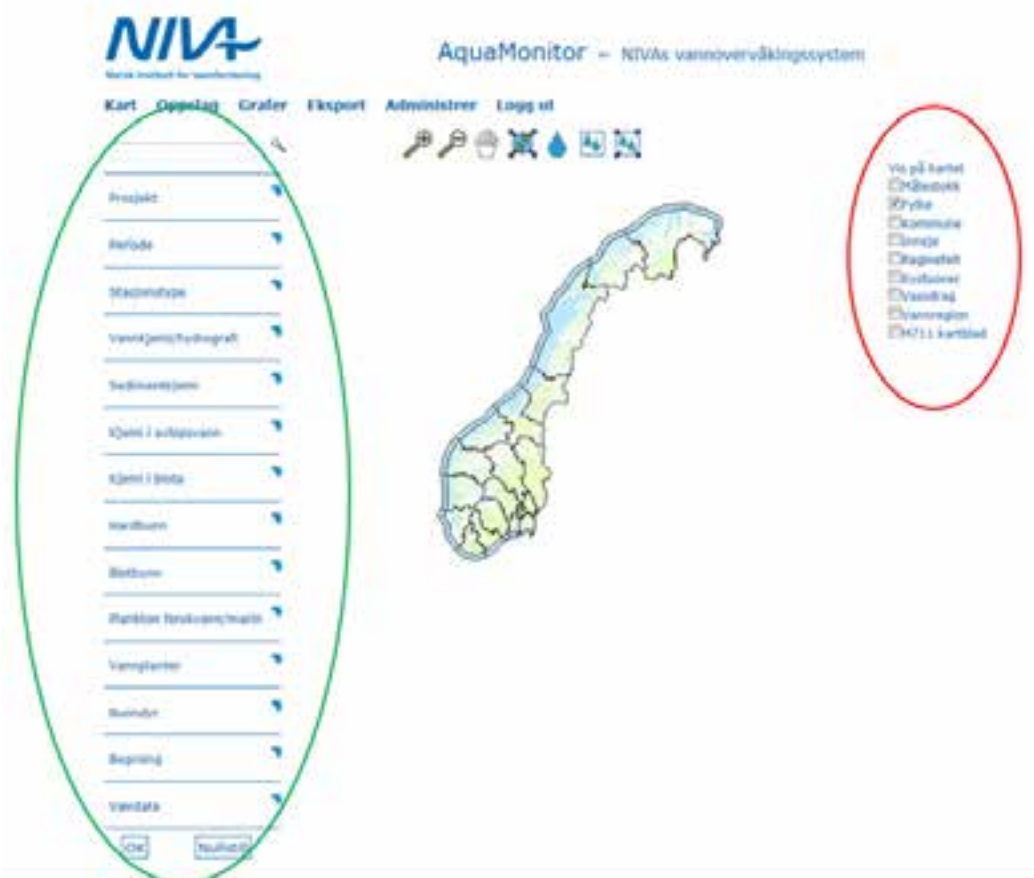 NIVA
Norsk institutt for vannforskning
AquaMonitor – NIVAs vannovervåkingssystem
Kart Oppslag Grafer Eksport Administrer Logg ut
Prosjekt
Periode
Stasjonstype
Vannkjemi/hydrografi
Sedimentkjemi
Kjemi i avløpsvann
Kjemi i biota
Hardbunn
Bløtbunn
Plankton ferskvann/marin
Vannplanter
Bunndyr
Begroing
Værdata
OK Nullstill
Vis på kartet
Målestokk
Fylke
Kommune
Innsjø
Vassdrag
Vannregion
M711 kartblad